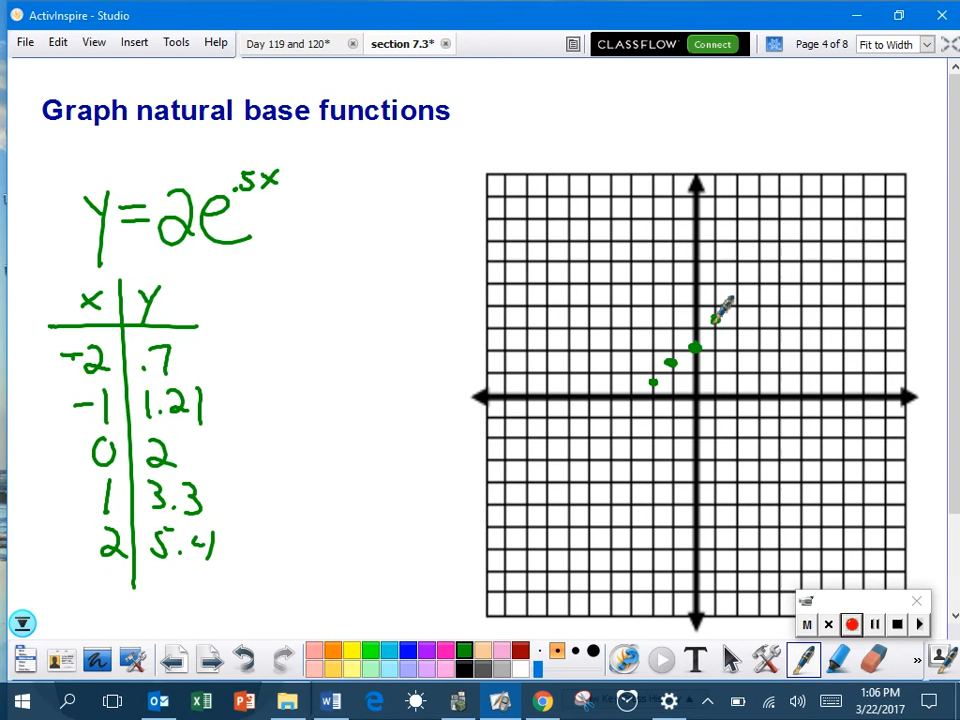 ActivInspire - Studio
File Edit View Insert Tools Help Day 119 and 120* section 7.3* CLASSFLOW Connect Page 4 of 8 Fit to Width
Graph natural base functions
y=2e^.5x
x y
-2 .7
-1 1.21
0 2
1 3.3
2 5.4
M
T
»
1:06 PM
3/22/2017